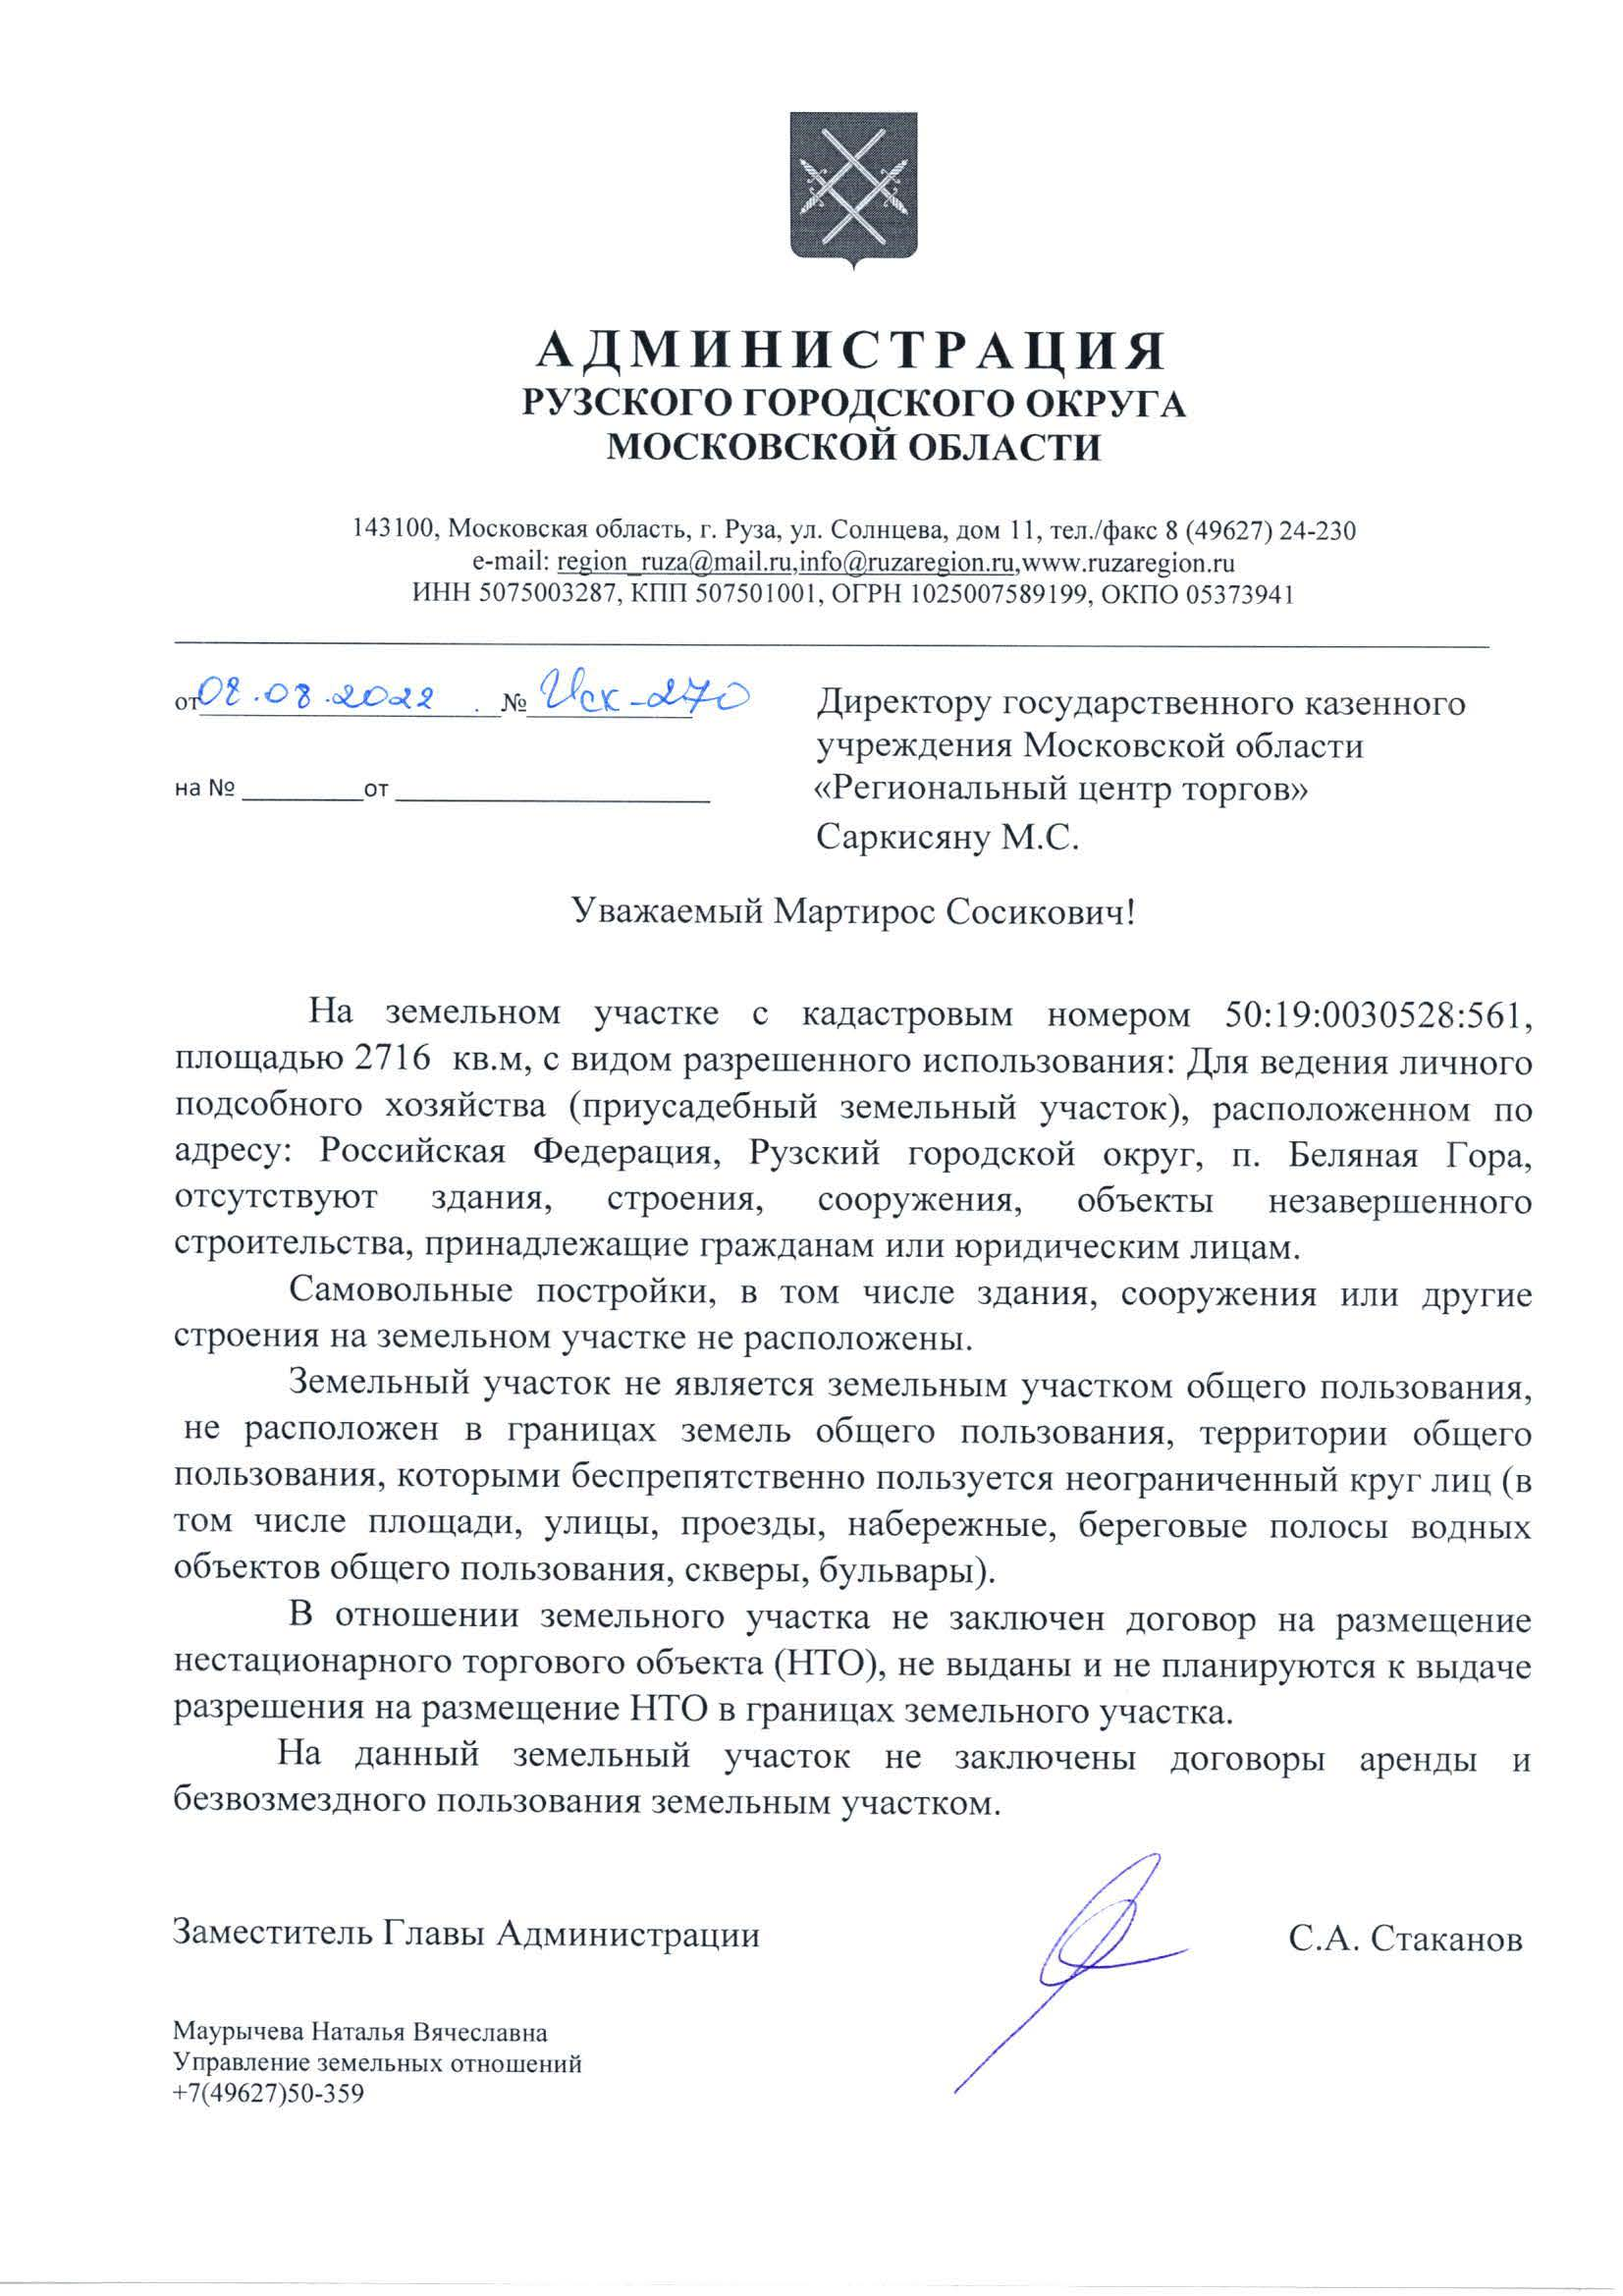 АДМИНИСТРАЦИЯ
РУЗСКОГО ГОРОДСКОГО ОКРУГА
МОСКОВСКОЙ ОБЛАСТИ
143100, Московская область, г. Руза, ул. Солнцева, дом 11, тел./факс 8 (49627) 24-230
e-mail: region_ruza@mail.ru,info@ruzaregion.ru,www.ruzaregion.ru
ИНН 5075003287, КПП 507501001, ОГРН 1025007589199, ОКПО 05373941
от 08.08.2022 . № Иск-270
на № _________от ______________________
Директору государственного казенного
учреждения Московской области
«Региональный центр торгов»
Саркисяну М.С.
Уважаемый Мартирос Сосикович!
На земельном участке с кадастровым номером 50:19:0030528:561,
площадью 2716 кв.м, с видом разрешенного использования: Для ведения личного
подсобного хозяйства (приусадебный земельный участок), расположенном по
адресу: Российская Федерация, Рузский городской округ, п. Беляная Гора,
отсутствуют здания, строения, сооружения, объекты незавершенного
строительства, принадлежащие гражданам или юридическим лицам.
Самовольные постройки, в том числе здания, сооружения или другие
строения на земельном участке не расположены.
Земельный участок не является земельным участком общего пользования,
не расположен в границах земель общего пользования, территории общего
пользования, которыми беспрепятственно пользуется неограниченный круг лиц (в
том числе площади, улицы, проезды, набережные, береговые полосы водных
объектов общего пользования, скверы, бульвары).
В отношении земельного участка не заключен договор на размещение
нестационарного торгового объекта (НТО), не выданы и не планируются к выдаче
разрешения на размещение НТО в границах земельного участка.
На данный земельный участок не заключены договоры аренды и
безвозмездного пользования земельным участком.
Заместитель Главы Администрации
С.А. Стаканов
Маурычева Наталья Вячеславна
Управление земельных отношений
+7(49627)50-359